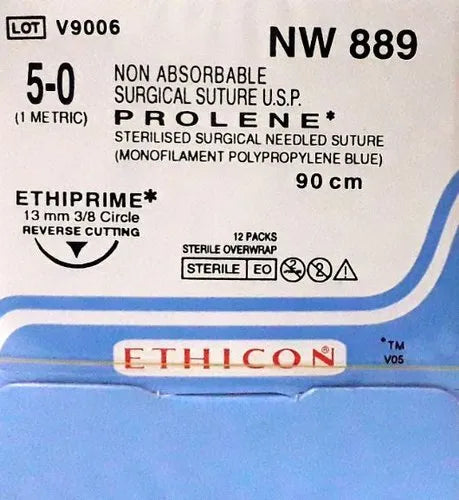 LOT V9006
NW 889
5-0
(1 METRIC)
NON ABSORBABLE
SURGICAL SUTURE U.S.P.
PROLENE*
STERILISED SURGICAL NEEDLED SUTURE
(MONOFILAMENT POLYPROPYLENE BLUE)
90 cm
ETHIPRIME*
13 mm 3/8 Circle
REVERSE CUTTING
12 PACKS
STERILE OVERWRAP
STERILE EO 2
ETHICON
*TM
V05